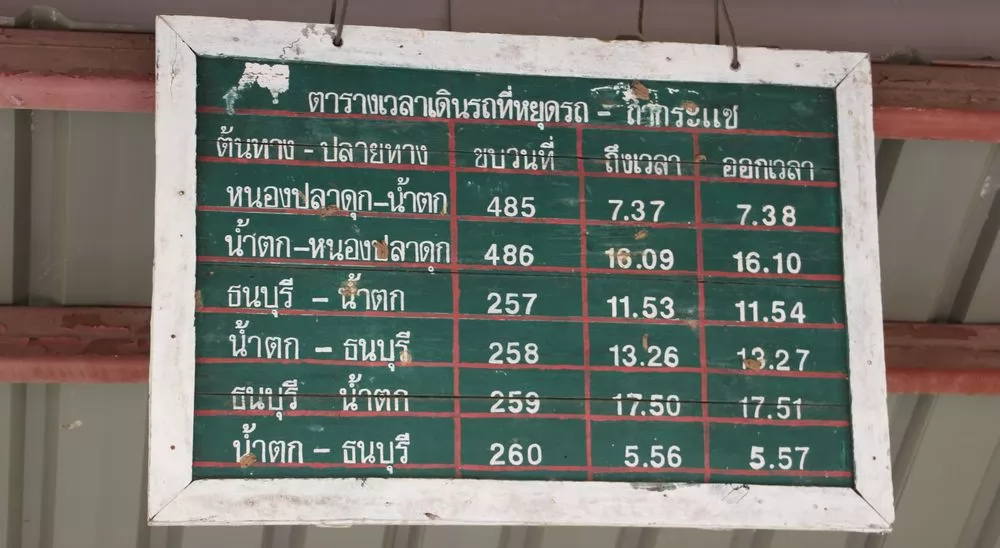 ตารางเวลาเดินรถที่หยุดรถ - ถ้ำกระแซ
ต้นทาง - ปลายทาง ขบวนที่ ถึงเวลา ออกเวลา
หนองปลาดุก-น้ำตก 485 7.37 7.38
น้ำตก-หนองปลาดุก 486 16.09 16.10
ธนบุรี - น้ำตก 257 11.53 11.54
น้ำตก - ธนบุรี 258 13.26 13.27
ธนบุรี น้ำตก 259 17.50 17.51
น้ำตก - ธนบุรี 260 5.56 5.57